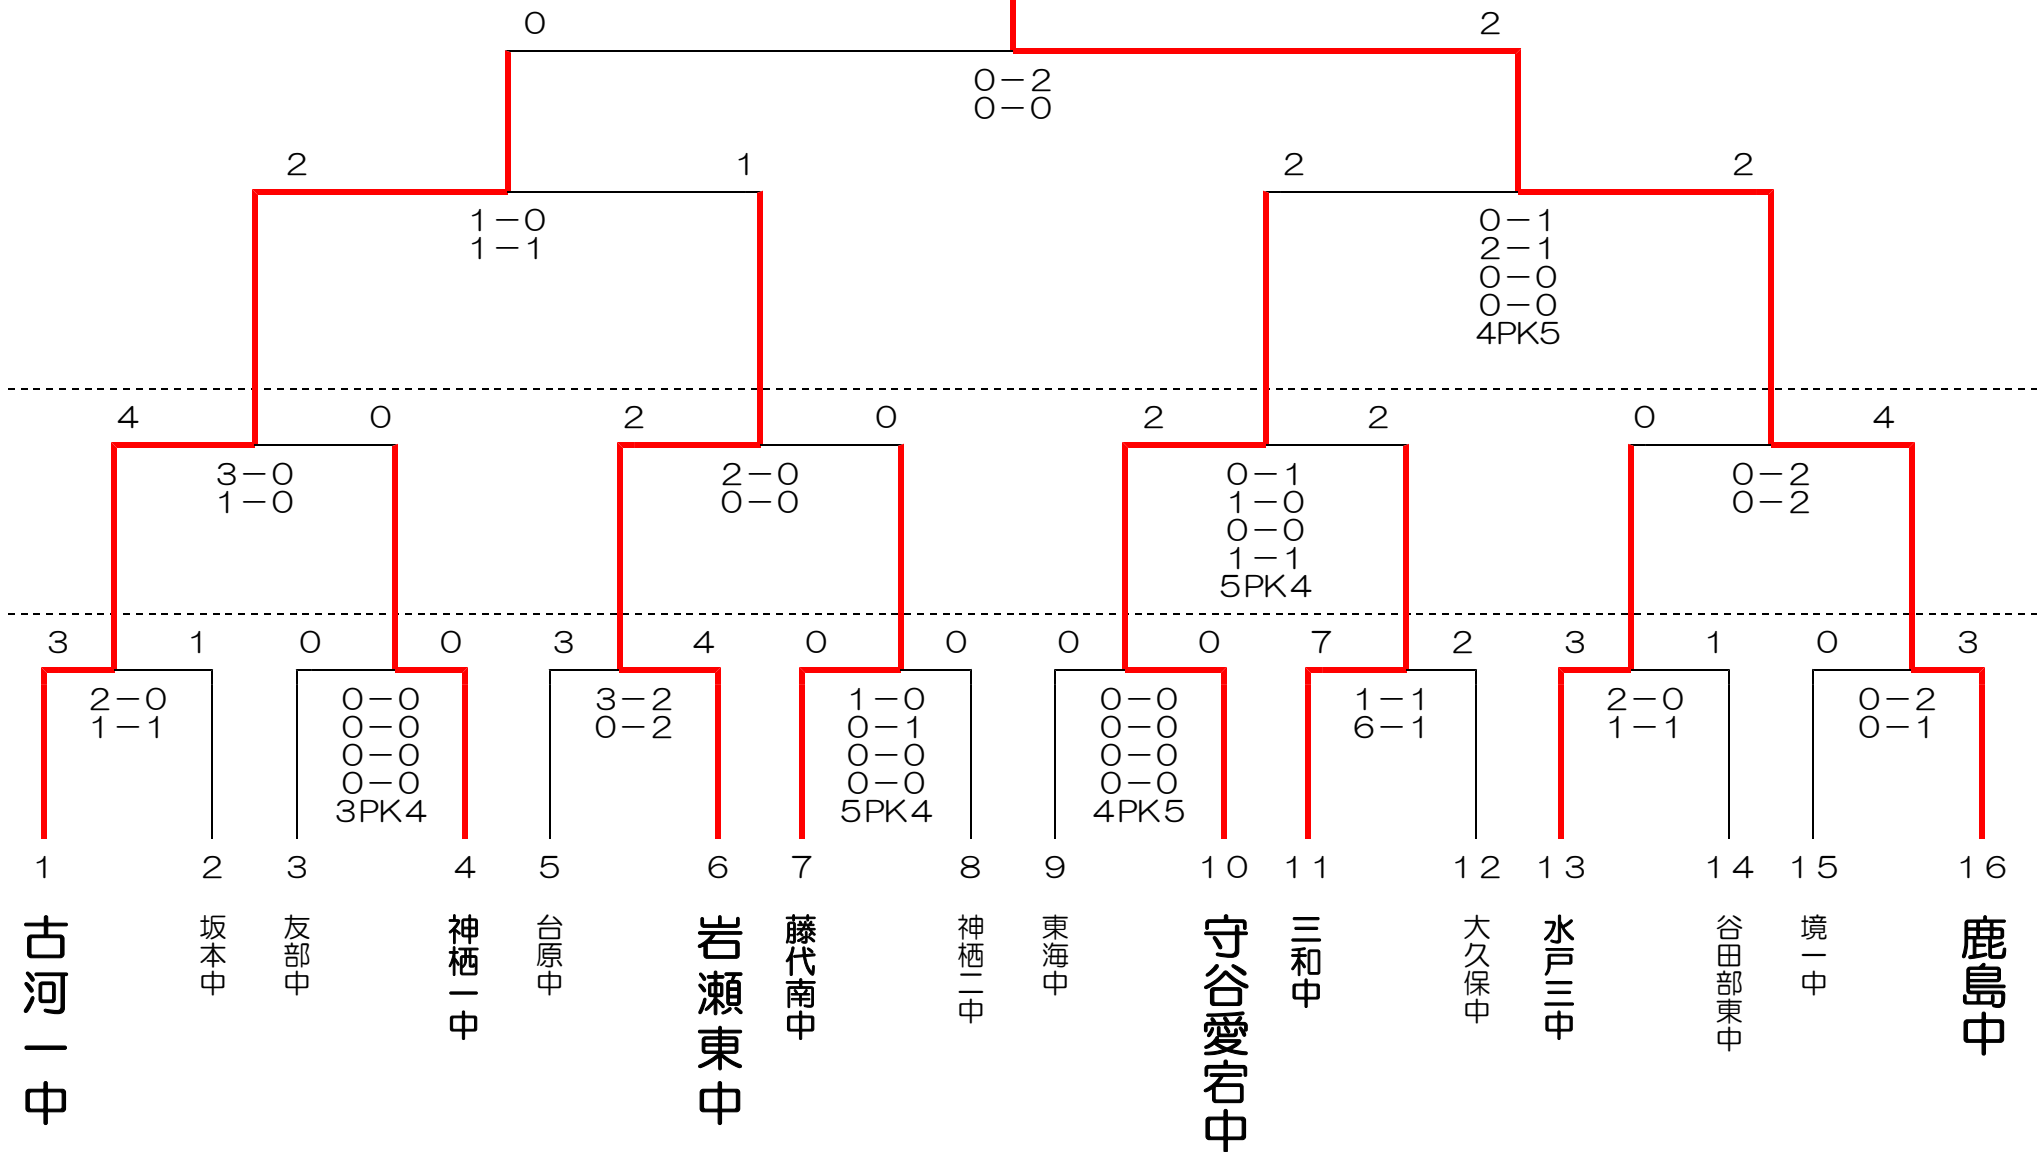 ０　２
０－２
０－０
２　１　２　２
１－０
１－１
０－１
２－１
０－０
０－０
４PK５
４　０　２　０　２　２　０　４
３－０
１－０
２－０
０－０
０－１
１－０
０－０
１－１
５PK４
０－２
０－２
３　１　０　０　３　４　０　０　０　０　７　２　３　１　０　３
２－０
１－１
０－０
０－０
０－０
０－０
３PK４
３－２
０－２
１－０
０－１
０－０
０－０
５PK４
０－０
０－０
０－０
０－０
４PK５
１－１
６－１
２－０
１－１
０－２
０－１
１　２　３　４　５　６　７　８　９　１０　１１　１２　１３　１４　１５　１６
古河一中
坂本中
友部中
神栖一中
台原中
岩瀬東中
藤代南中
神栖二中
東海中
守谷愛宕中
三和中
大久保中
水戸三中
谷田部東中
境一中
鹿島中